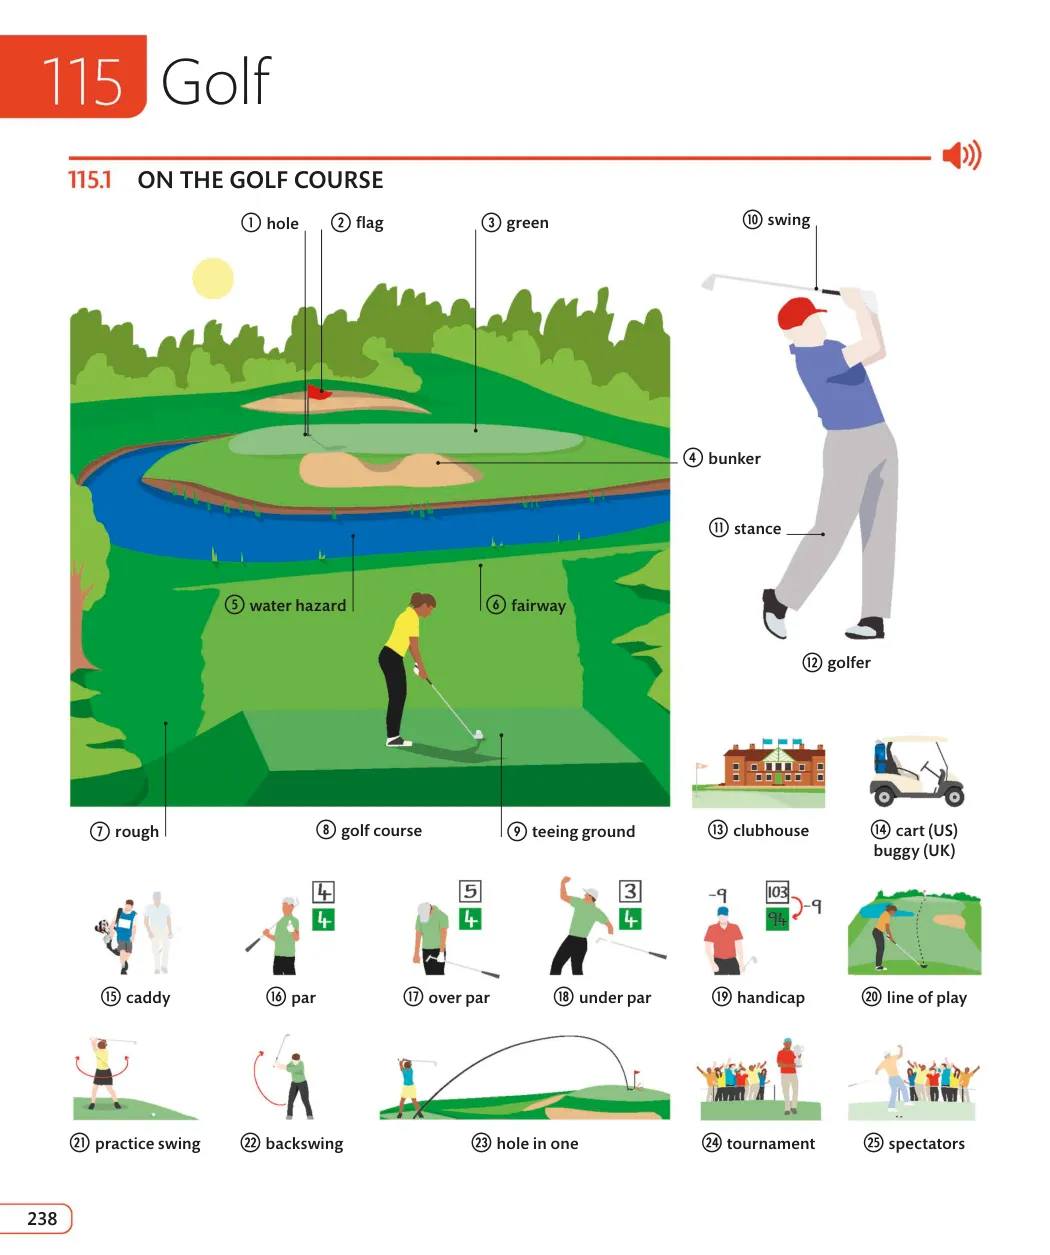 115 Golf
115.1 ON THE GOLF COURSE
1 hole
2 flag
3 green
10 swing
4 bunker
11 stance
5 water hazard
6 fairway
12 golfer
7 rough
8 golf course
9 teeing ground
13 clubhouse
14 cart (US)
buggy (UK)
4
4
5
4
3
4
-9
103
94
-9
15 caddy
16 par
17 over par
18 under par
19 handicap
20 line of play
21 practice swing
22 backswing
23 hole in one
24 tournament
25 spectators
238